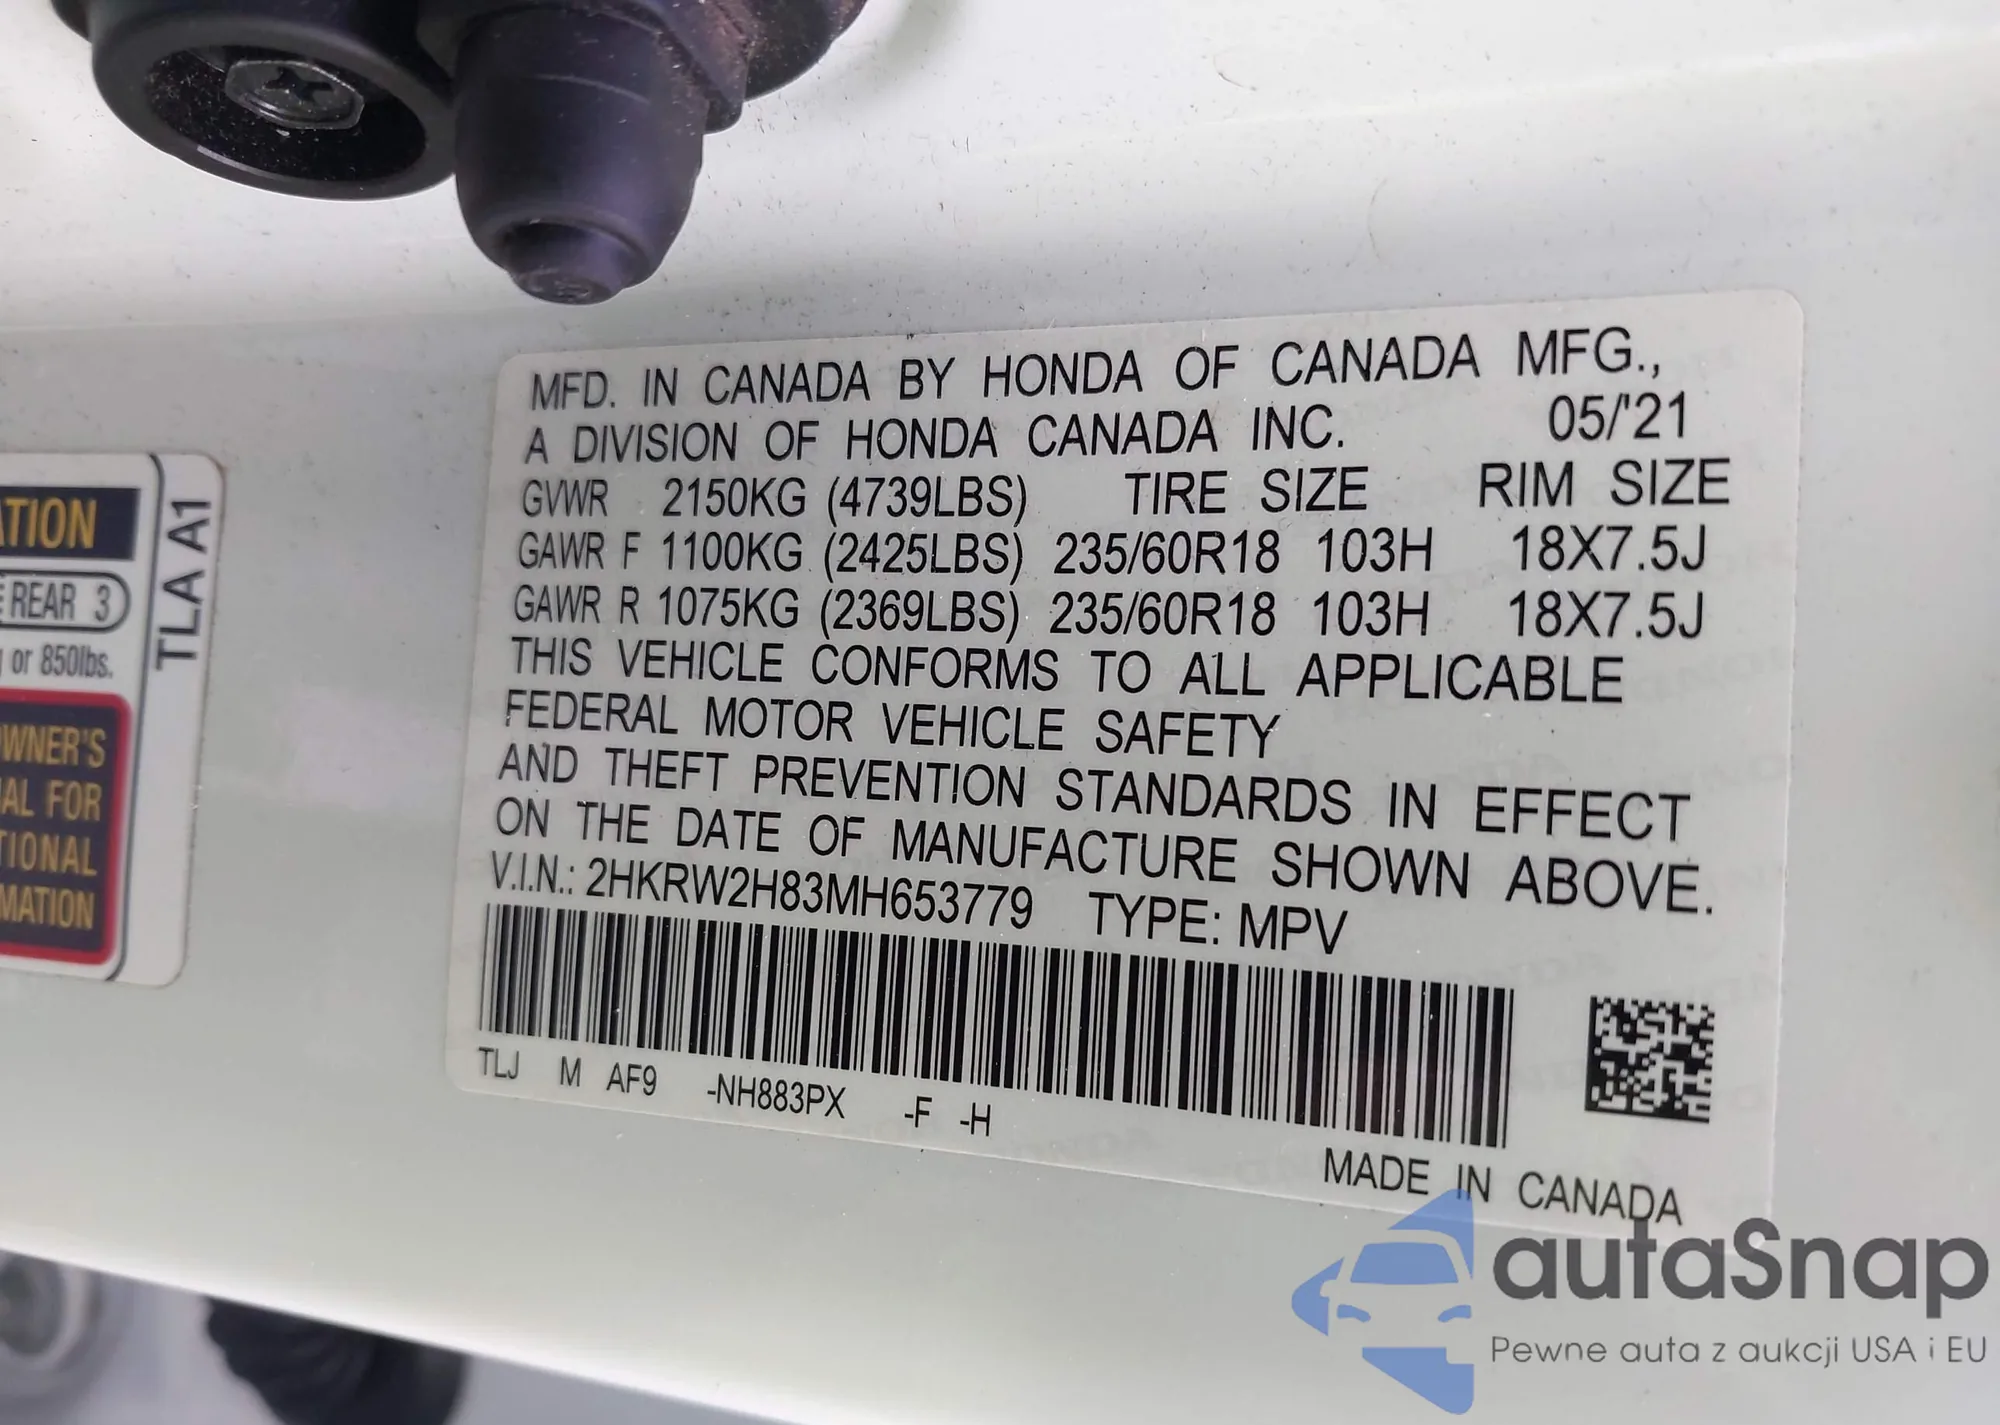 MFD. IN CANADA BY HONDA OF CANADA MFG.,
A DIVISION OF HONDA CANADA INC. 05/'21
GVWR 2150KG (4739LBS) TIRE SIZE RIM SIZE
GAWR F 1100KG (2425LBS) 235/60R18 103H 18X7.5J
GAWR R 1075KG (2369LBS) 235/60R18 103H 18X7.5J
THIS VEHICLE CONFORMS TO ALL APPLICABLE
FEDERAL MOTOR VEHICLE SAFETY
AND THEFT PREVENTION STANDARDS IN EFFECT
ON THE DATE OF MANUFACTURE SHOWN ABOVE.
V.I.N.: 2HKRW2H83MH653779 TYPE: MPV
TLJ M AF9 -NH883PX -F -H
MADE IN CANADA
ATION
REAR 3
or 850lbs.
WNER'S
AL FOR
TIONAL
MATION
TLA A1
autaSnap
Pewne auta z aukcji USA i EU